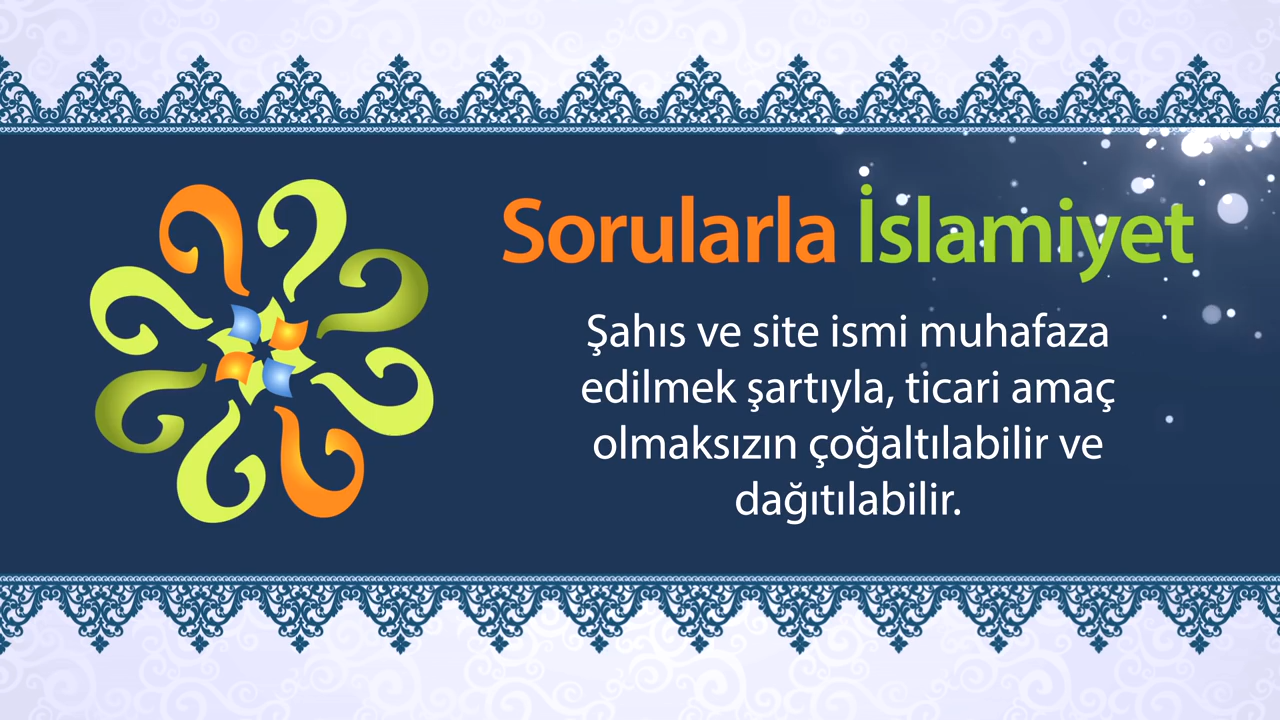 Sorularla İslamiyet
Şahıs ve site ismi muhafaza
edilmek şartıyla, ticari amaç
olmaksızın çoğaltılabilir ve
dağıtılabilir.